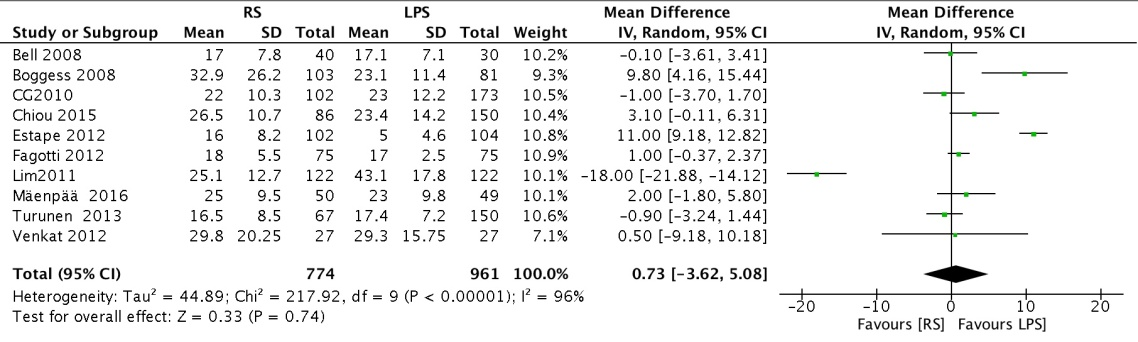 RS LPS Mean Difference Mean Difference
Study or Subgroup Mean SD Total Mean SD Total Weight IV, Random, 95% CI IV, Random, 95% CI
Bell 2008 17 7.8 40 17.1 7.1 30 10.2% -0.10 [-3.61, 3.41]
Boggess 2008 32.9 26.2 103 23.1 11.4 81 9.3% 9.80 [4.16, 15.44]
CG2010 22 10.3 102 23 12.2 173 10.5% -1.00 [-3.70, 1.70]
Chiou 2015 26.5 10.7 86 23.4 14.2 150 10.4% 3.10 [-0.11, 6.31]
Estape 2012 16 8.2 102 5 4.6 104 10.8% 11.00 [9.18, 12.82]
Fagotti 2012 18 5.5 75 17 2.5 75 10.9% 1.00 [-0.37, 2.37]
Lim2011 25.1 12.7 122 43.1 17.8 122 10.1% -18.00 [-21.88, -14.12]
Mäenpää 2016 25 9.5 50 23 9.8 49 10.1% 2.00 [-1.80, 5.80]
Turunen 2013 16.5 8.5 67 17.4 7.2 150 10.6% -0.90 [-3.24, 1.44]
Venkat 2012 29.8 20.25 27 29.3 15.75 27 7.1% 0.50 [-9.18, 10.18]
Total (95% CI) 774 961 100.0% 0.73 [-3.62, 5.08]
Heterogeneity: Tau² = 44.89; Chi² = 217.92, df = 9 (P < 0.00001); I² = 96%
Test for overall effect: Z = 0.33 (P = 0.74)
-20 -10 0 10 20
Favours [RS] Favours LPS]